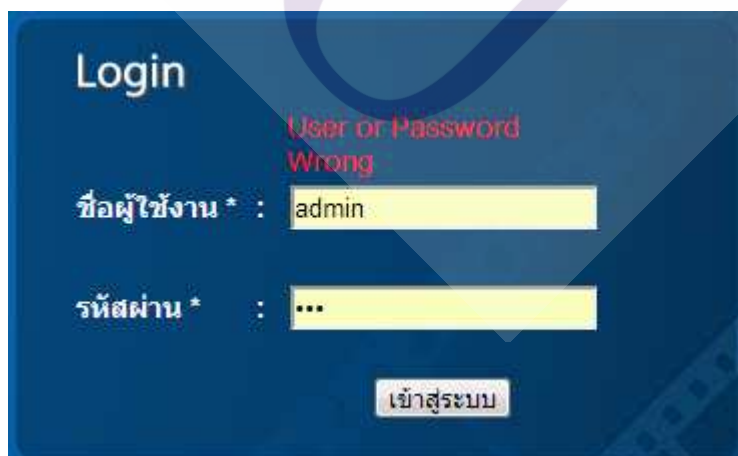 Login
User or Password
Wrong
ชื่อผู้ใช้งาน * : admin
รหัสผ่าน * : •••
เข้าสู่ระบบ